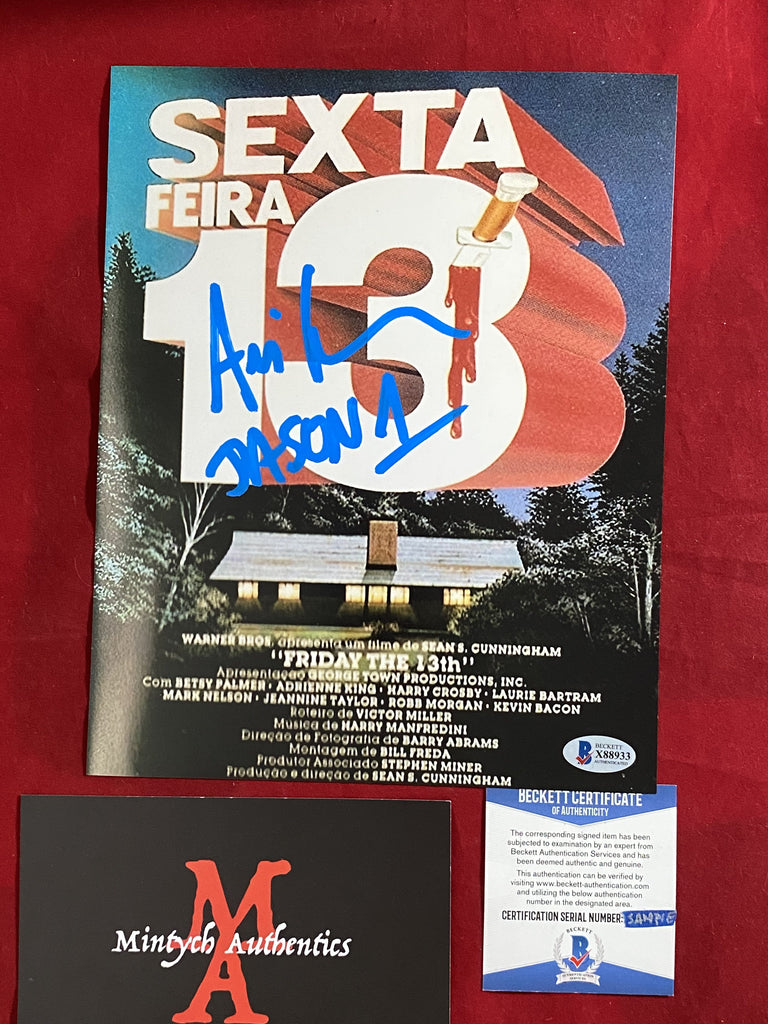 SEXTA
FEIRA
13
Ari L
JASON 1
WARNER BROS. apresenta um filme de SEAN S. CUNNINGHAM
"FRIDAY THE 13th"
Apresentação GEORGE TOWN PRODUCTIONS, INC.
Com BETSY PALMER · ADRIENNE KING · HARRY CROSBY · LAURIE BARTRAM
MARK NELSON · JEANNINE TAYLOR · ROBB MORGAN · KEVIN BACON
Roteiro de VICTOR MILLER
Musica de HARRY MANFREDINI
Direção de Fotografia de BARRY ABRAMS
Montagem de BILL FREDA
Produtor Associado STEPHEN MINER
Produção e direção de SEAN S. CUNNINGHAM
BECKETT
X88933
AUTHENTICATED
BECKETT CERTIFICATE
OF AUTHENTICITY
The corresponding signed item has been
subjected to examination by an expert from
Beckett Authentication Services and has
been deemed authentic and genuine.
This authentication can be verified by
visiting www.beckett-authentication.com
and utilizing the below authentication
number in the designated area.
CERTIFICATION SERIAL NUMBER: SAMPLE
BECKETT
B
AUTHENTICATION
SERVICES
MA
Mintych Authentics